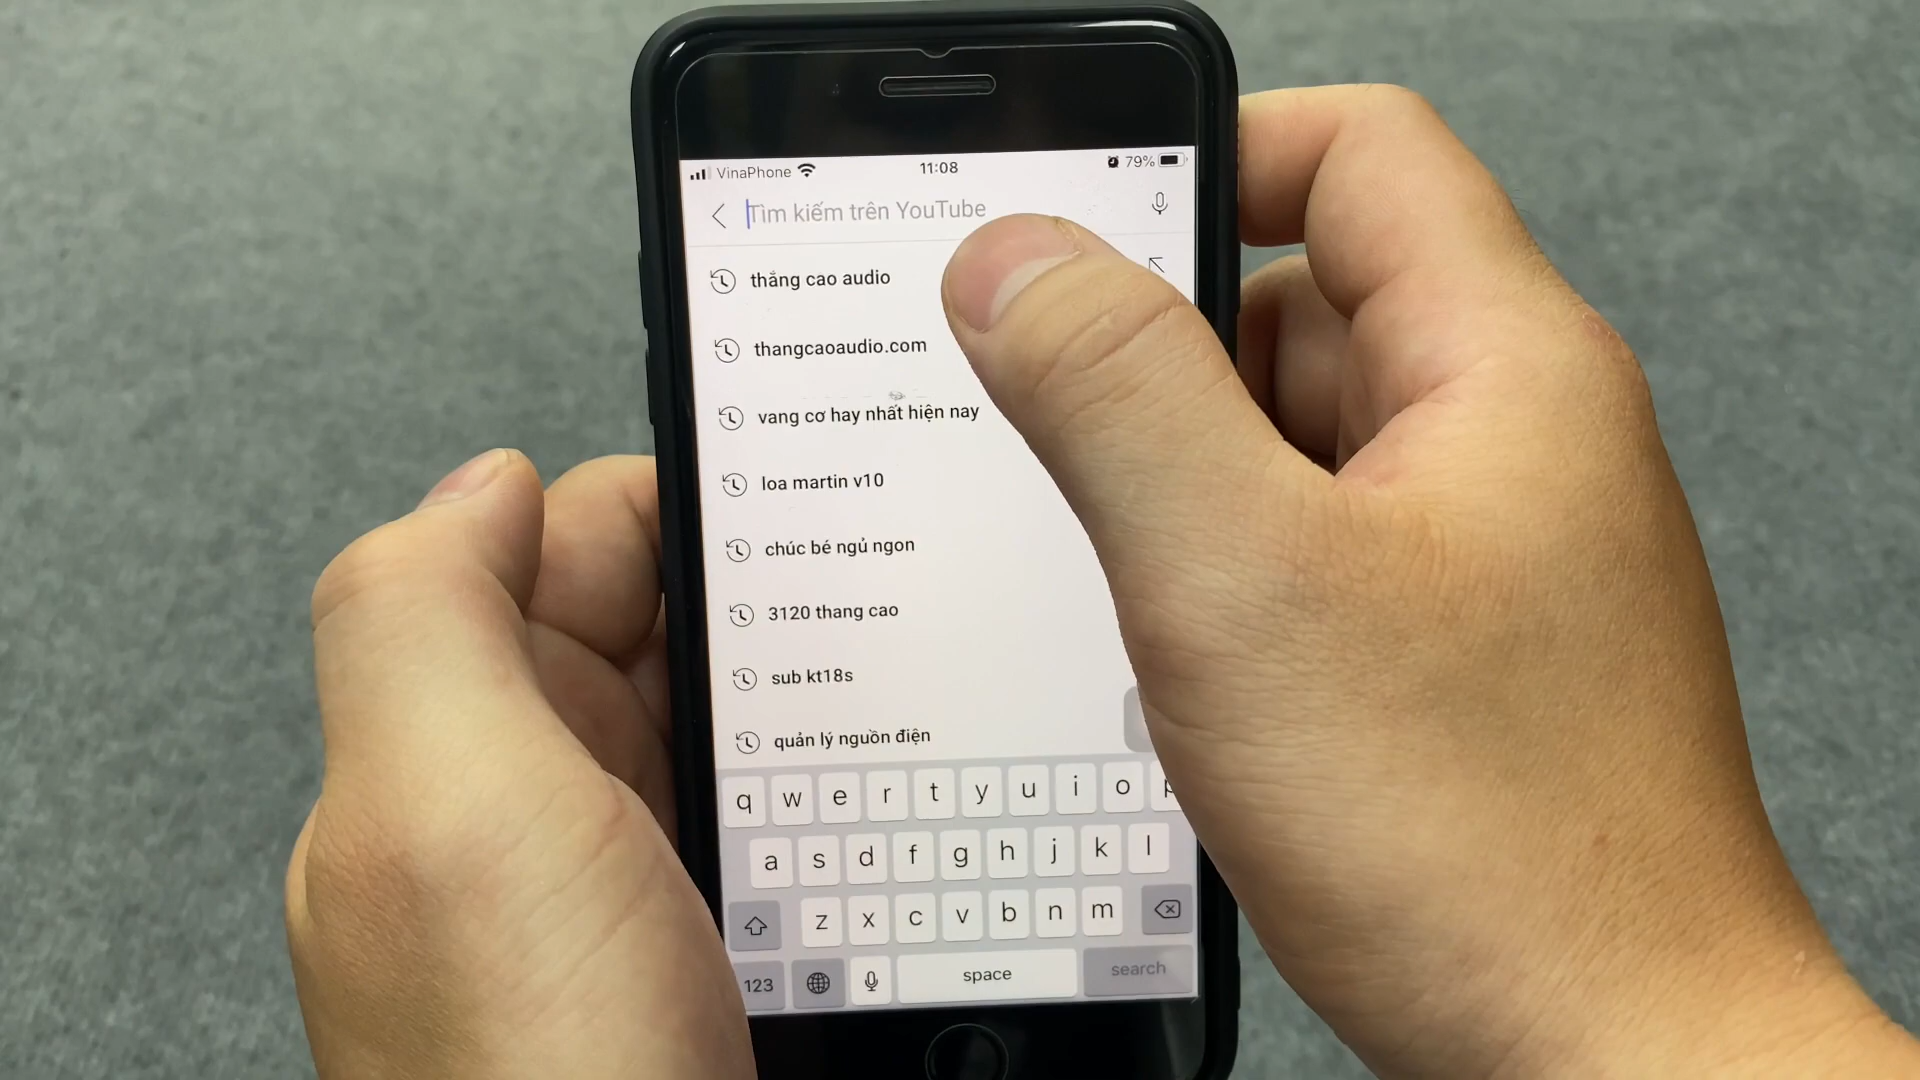 VinaPhone 11:08 79%
Tìm kiếm trên YouTube
thắng cao audio
thangcaoaudio.com
vang cơ hay nhất hiện nay
loa martin v10
chúc bé ngủ ngon
3120 thang cao
sub kt18s
quản lý nguồn điện
q w e r t y u i o p
a s d f g h j k l
z x c v b n m
123 space search